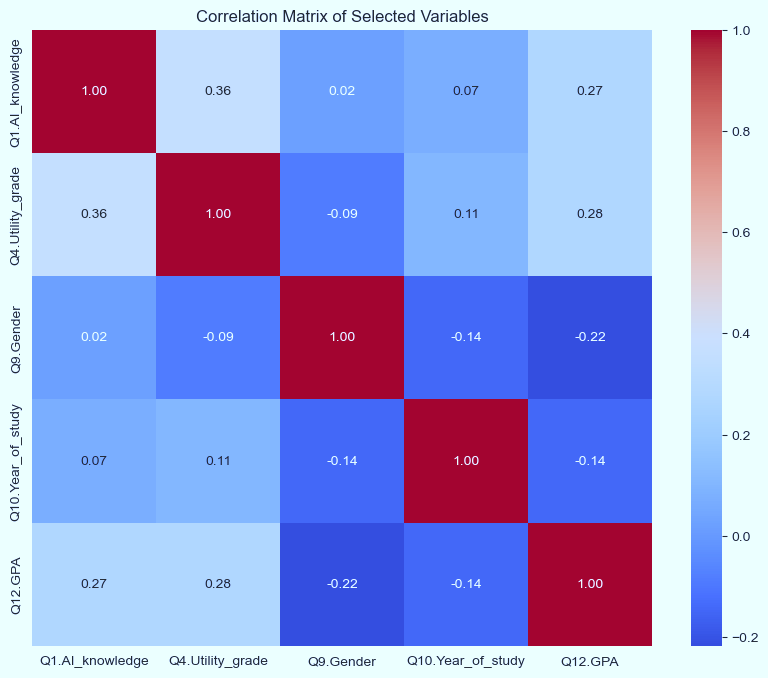 Correlation Matrix of Selected Variables
Q1.AI_knowledge 1.00 0.36 0.02 0.07 0.27
Q4.Utility_grade 0.36 1.00 -0.09 0.11 0.28
Q9.Gender 0.02 -0.09 1.00 -0.14 -0.22
Q10.Year_of_study 0.07 0.11 -0.14 1.00 -0.14
Q12.GPA 0.27 0.28 -0.22 -0.14 1.00
Q1.AI_knowledge Q4.Utility_grade Q9.Gender Q10.Year_of_study Q12.GPA
1.0
0.8
0.6
0.4
0.2
0.0
-0.2